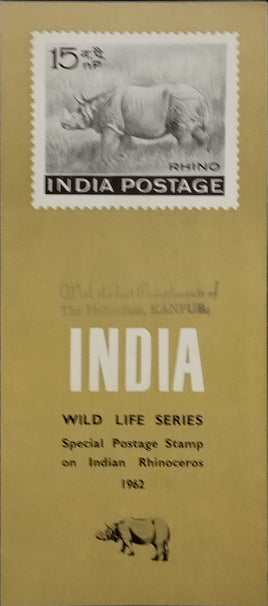 15 न.पै.
nP
RHINO
INDIA POSTAGE
With the best Compliments of
The Philatelists, KANPUR.
INDIA
WILD LIFE SERIES
Special Postage Stamp
on Indian Rhinoceros
1962